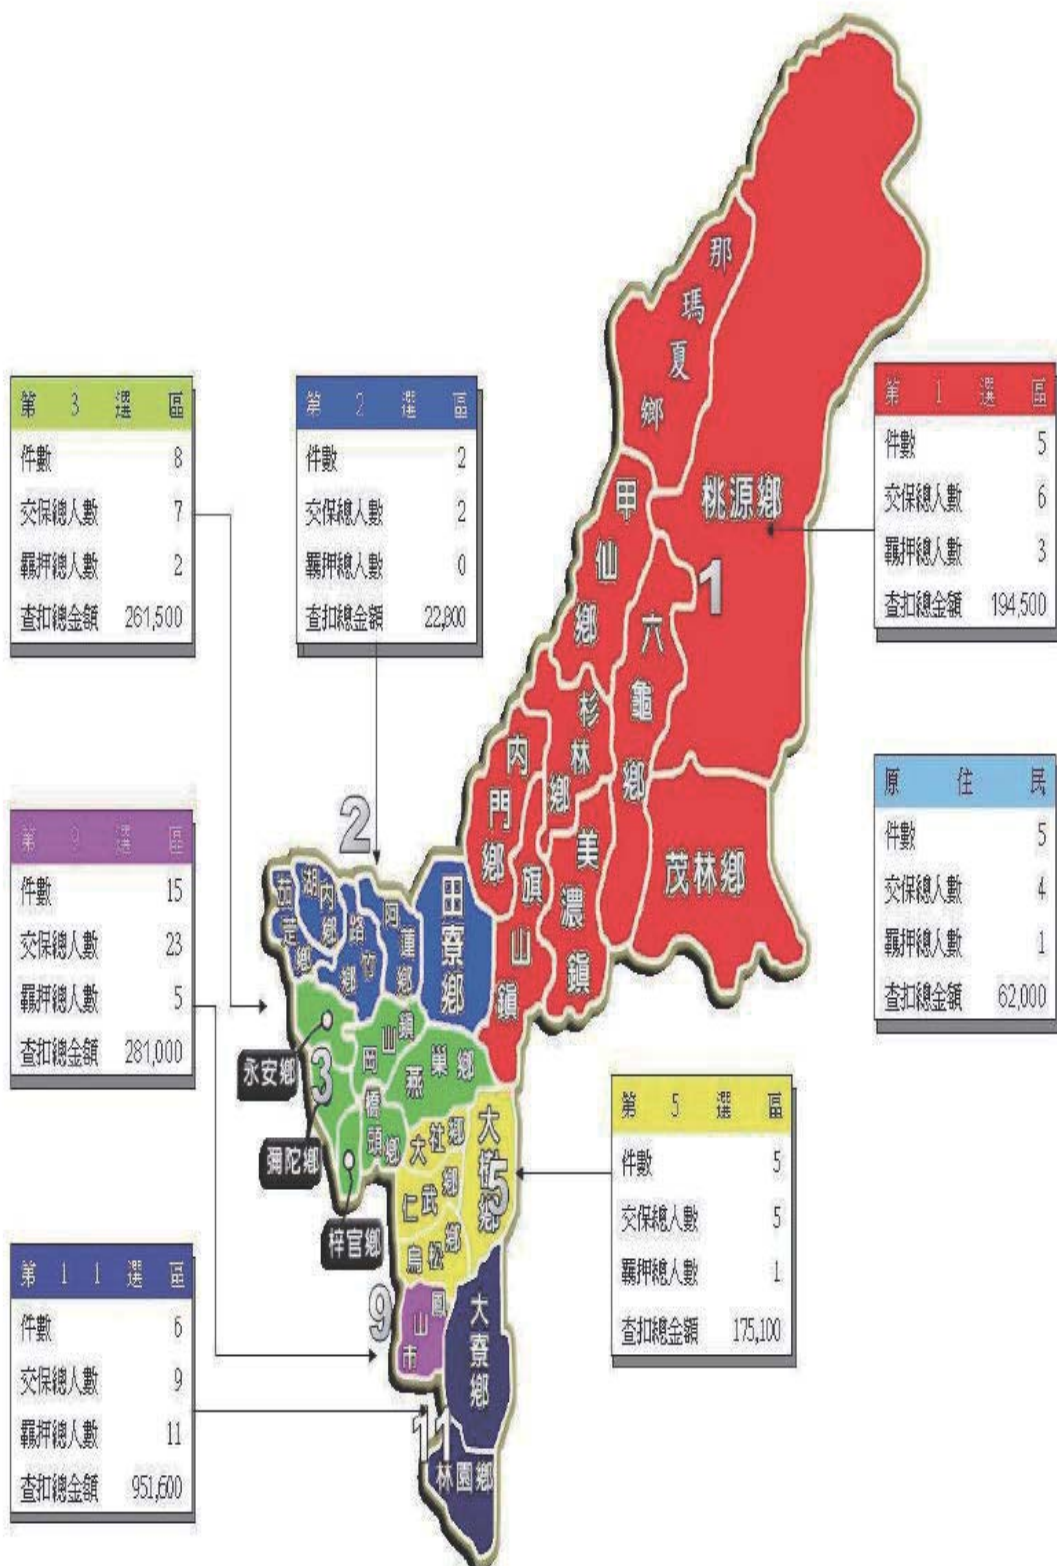 第3選區
件數 8
交保總人數 7
羈押總人數 2
查扣總金額 261,500
第2選區
件數 2
交保總人數 2
羈押總人數 0
查扣總金額 22,800
第1選區
件數 5
交保總人數 6
羈押總人數 3
查扣總金額 194,500
原住民
件數 5
交保總人數 4
羈押總人數 1
查扣總金額 62,000
第9選區
件數 15
交保總人數 23
羈押總人數 5
查扣總金額 281,000
第5選區
件數 5
交保總人數 5
羈押總人數 1
查扣總金額 175,100
第11選區
件數 6
交保總人數 9
羈押總人數 11
查扣總金額 951,600
那瑪夏鄉
桃源鄉
1
甲仙鄉
六龜鄉
杉林鄉
內門鄉
旗山鎮
美濃鎮
茂林鄉
2
茄萣鄉
湖內鄉
路竹鄉
阿蓮鄉
田寮鄉
永安鄉
3
岡山鎮
燕巢鄉
彌陀鄉
橋頭鄉
梓官鄉
大社鄉
大樹鄉
5
仁武鄉
鳥松鄉
9
鳳山市
大寮鄉
11
林園鄉